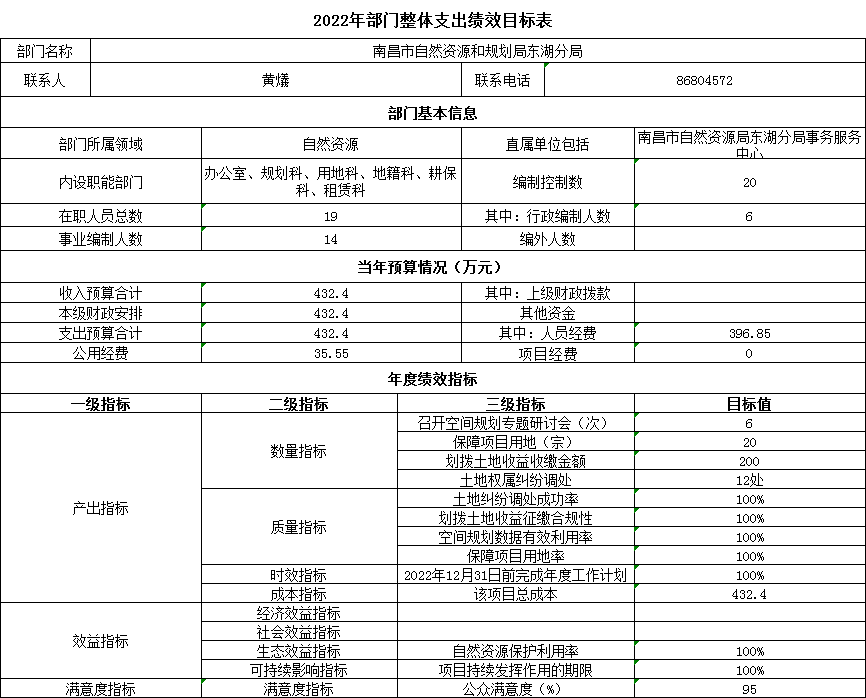 2022年部门整体支出绩效目标表
部门名称 南昌市自然资源和规划局东湖分局
联系人 黄燨 联系电话 86804572
部门基本信息
部门所属领域 自然资源 直属单位包括 南昌市自然资源局东湖分局事务服务
中心
内设职能部门 办公室、规划科、用地科、地籍科、耕保
科、租赁科 编制控制数 20
在职人员总数 19 其中：行政编制人数 6
事业编制人数 14 编外人数
当年预算情况（万元）
收入预算合计 432.4 其中：上级财政拨款
本级财政安排 432.4 其他资金
支出预算合计 432.4 其中：人员经费 396.85
公用经费 35.55 项目经费 0
年度绩效指标
一级指标 二级指标 三级指标 目标值
产出指标 数量指标 召开空间规划专题研讨会（次） 6
保障项目用地（宗） 20
划拨土地收益收缴金额 200
土地权属纠纷调处 12处
质量指标 土地纠纷调处成功率 100%
划拨土地收益征缴合规性 100%
空间规划数据有效利用率 100%
保障项目用地率 100%
时效指标 2022年12月31日前完成年度工作计划 100%
成本指标 该项目总成本 432.4
效益指标 经济效益指标
社会效益指标
生态效益指标 自然资源保护利用率 100%
可持续影响指标 项目持续发挥作用的期限 100%
满意度指标 满意度指标 公众满意度（%） 95